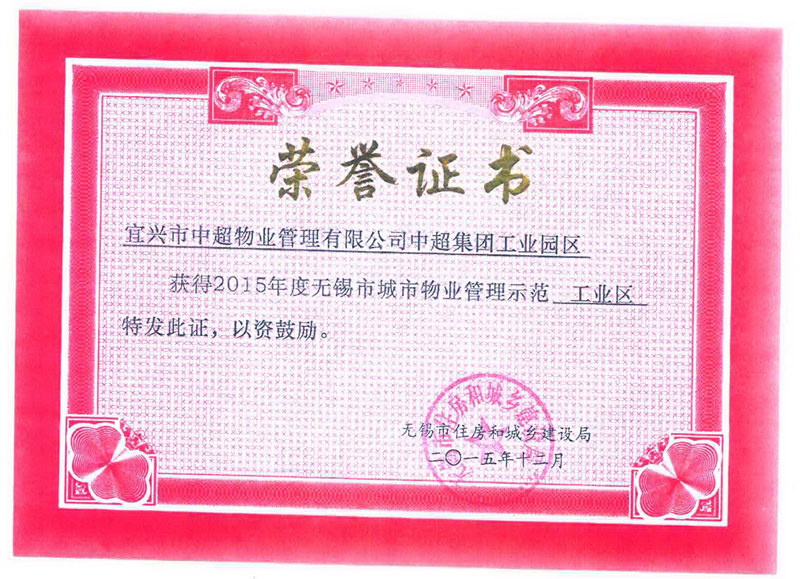 荣誉证书
宜兴市中超物业管理有限公司中超集团工业园区
获得2015年度无锡市城市物业管理示范 工业区
特发此证，以资鼓励。
无锡市住房和城乡建设局
二〇一五年十二月